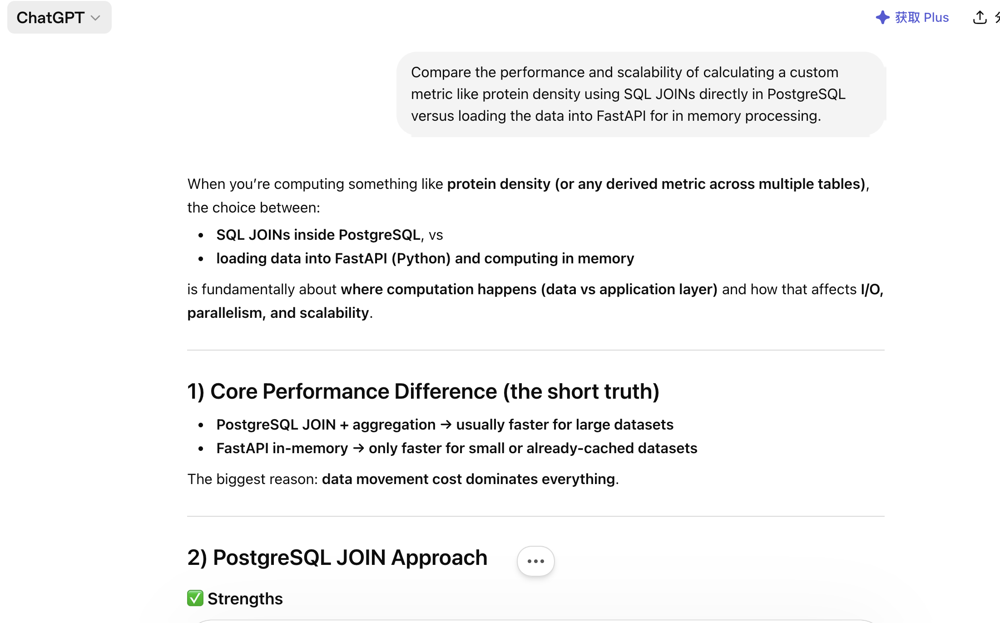 ChatGPT
获取 Plus
Compare the performance and scalability of calculating a custom
metric like protein density using SQL JOINs directly in PostgreSQL
versus loading the data into FastAPI for in memory processing.
When you’re computing something like protein density (or any derived metric across multiple tables),
the choice between:
• SQL JOINs inside PostgreSQL, vs
• loading data into FastAPI (Python) and computing in memory
is fundamentally about where computation happens (data vs application layer) and how that affects I/O,
parallelism, and scalability.
1) Core Performance Difference (the short truth)
• PostgreSQL JOIN + aggregation → usually faster for large datasets
• FastAPI in-memory → only faster for small or already-cached datasets
The biggest reason: data movement cost dominates everything.
2) PostgreSQL JOIN Approach
✅ Strengths